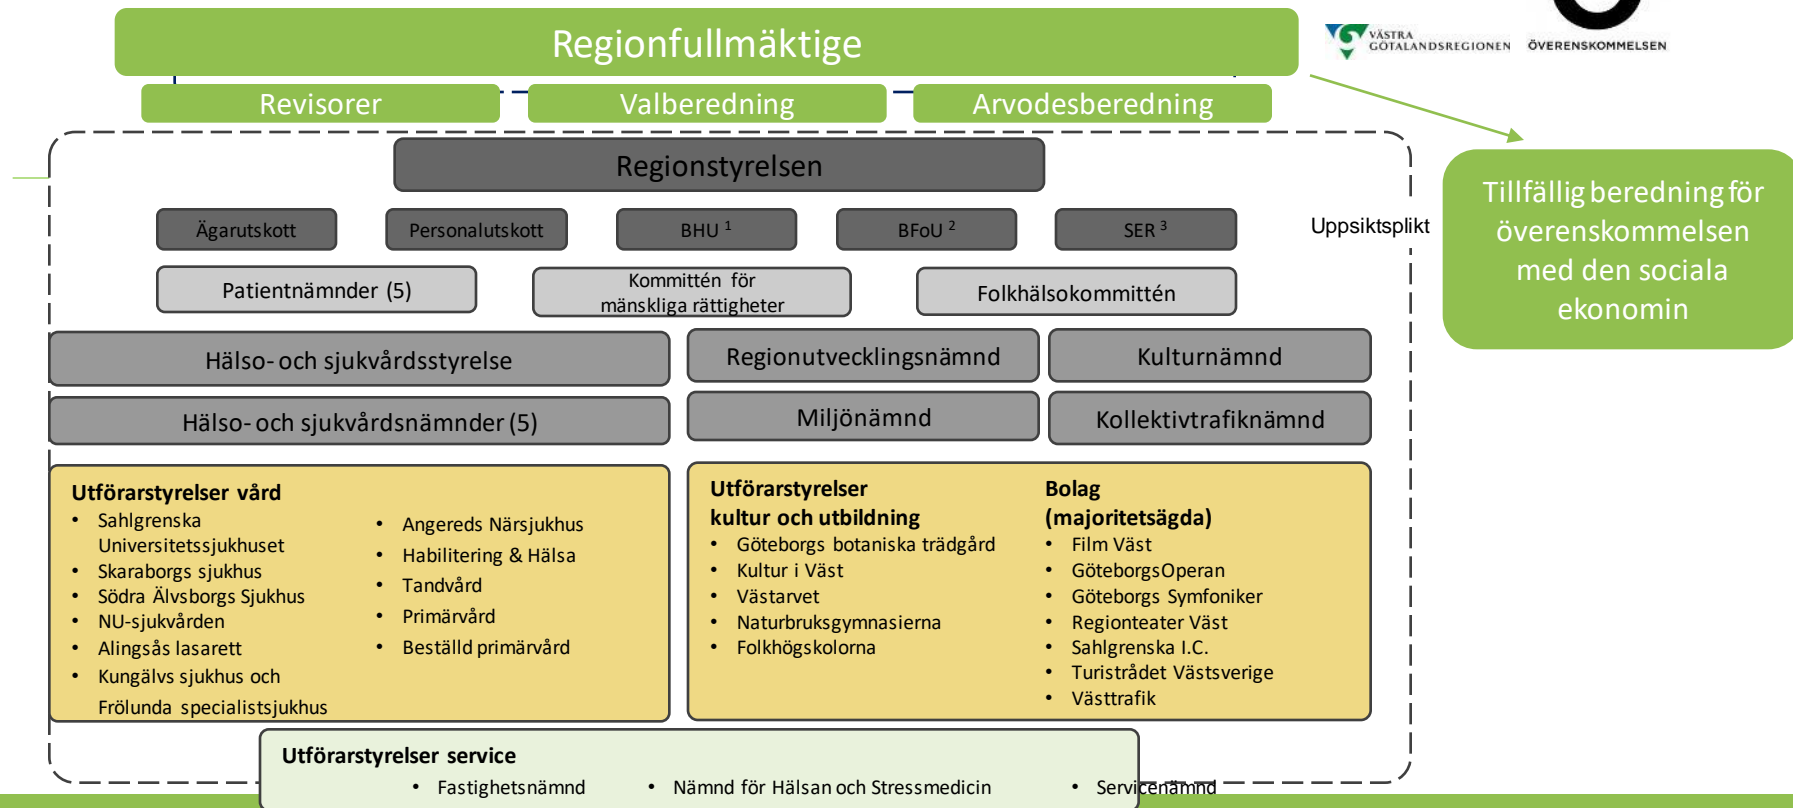 Regionfullmäktige
VÄSTRA
GÖTALANDSREGIONEN
ÖVERENSKOMMELSEN
Revisorer
Valberedning
Arvodesberedning
Regionstyrelsen
Ägarutskott
Personalutskott
BHU 1
BFoU 2
SER 3
Uppsiktsplikt
Tillfällig beredning för
överenskommelsen
med den sociala
ekonomin
Patientnämnder (5)
Kommittén för
mänskliga rättigheter
Folkhälsokommittén
Hälso- och sjukvårdsstyrelse
Regionutvecklingsnämnd
Kulturnämnd
Hälso- och sjukvårdsnämnder (5)
Miljönämnd
Kollektivtrafiknämnd
Utförarstyrelser vård
• Sahlgrenska
Universitetssjukhuset
• Skaraborgs sjukhus
• Södra Älvsborgs Sjukhus
• NU-sjukvården
• Alingsås lasarett
• Kungälvs sjukhus och
Frölunda specialistsjukhus
• Angereds Närsjukhus
• Habilitering & Hälsa
• Tandvård
• Primärvård
• Beställd primärvård
Utförarstyrelser
kultur och utbildning
• Göteborgs botaniska trädgård
• Kultur i Väst
• Västarvet
• Naturbruksgymnasierna
• Folkhögskolorna
Bolag
(majoritetsägda)
• Film Väst
• GöteborgsOperan
• Göteborgs Symfoniker
• Regionteater Väst
• Sahlgrenska I.C.
• Turistrådet Västsverige
• Västtrafik
Utförarstyrelser service
• Fastighetsnämnd
• Nämnd för Hälsan och Stressmedicin
• Servicenämnd